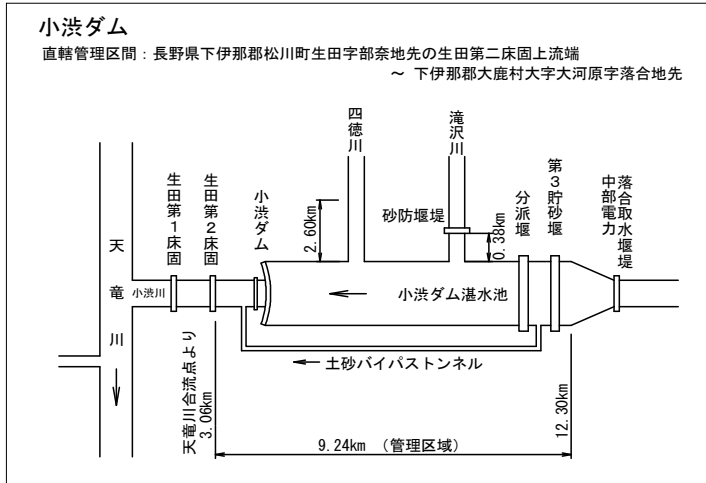 小渋ダム
直轄管理区間：長野県下伊那郡松川町生田字部奈地先の生田第二床固上流端
～ 下伊那郡大鹿村大字大河原字落合地先
四徳川
滝沢川
生田第１床固
生田第２床固
小渋ダム
2.60km
砂防堰堤
0.38km
分派堰
第３貯砂堰
中部電力
落合取水堰堤
天竜川
小渋川
小渋ダム湛水池
土砂バイパストンネル
天竜川合流点より
3.06km
12.30km
9.24km （管理区域）